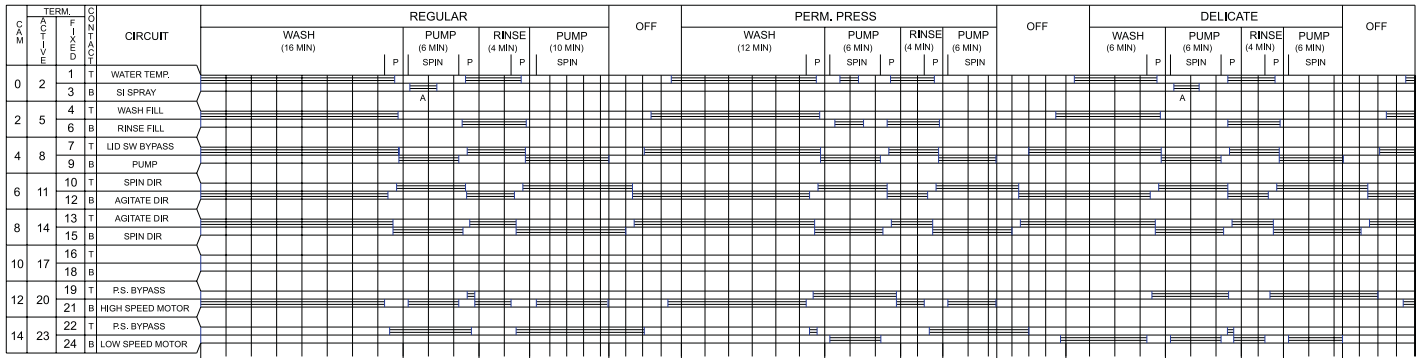 CAM TERM. ACTIVE FIXED CONTACT CIRCUIT REGULAR OFF PERM. PRESS OFF DELICATE OFF
WASH PUMP RINSE PUMP WASH PUMP RINSE PUMP WASH PUMP RINSE PUMP
(16 MIN) (6 MIN) (4 MIN) (10 MIN) (12 MIN) (6 MIN) (4 MIN) (6 MIN) (6 MIN) (6 MIN) (4 MIN) (6 MIN)
P SPIN P P SPIN P SPIN P P SPIN P SPIN P P SPIN
0 2 1 T WATER TEMP.
3 B SI SPRAY A A
2 5 4 T WASH FILL
6 B RINSE FILL
4 8 7 T LID SW BYPASS
9 B PUMP
6 11 10 T SPIN DIR
12 B AGITATE DIR
8 14 13 T AGITATE DIR
15 B SPIN DIR
10 17 16 T
18 B
12 20 19 T P.S. BYPASS
21 B HIGH SPEED MOTOR
14 23 22 T P.S. BYPASS
24 B LOW SPEED MOTOR